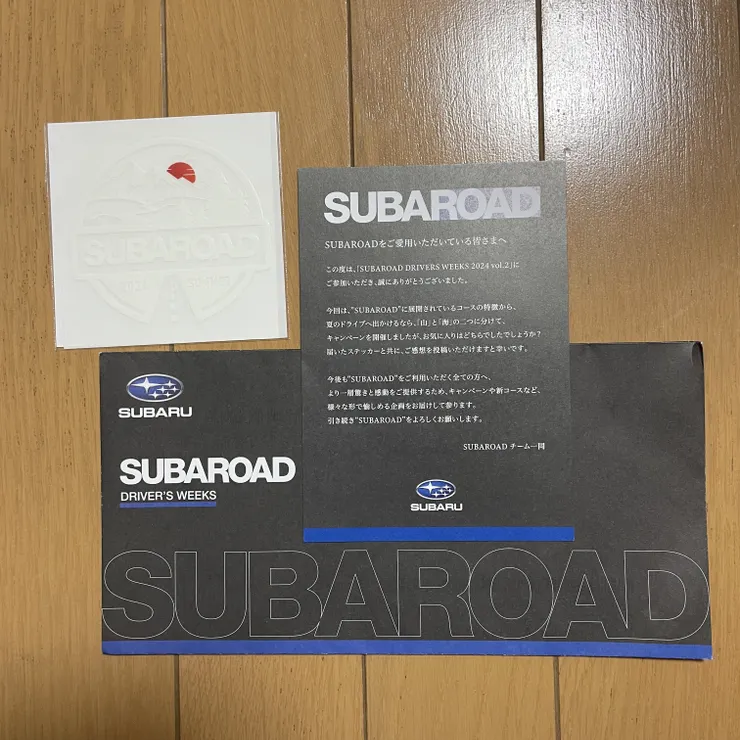 SUBAROAD
SUBAROAD
SUBAROADをご愛用いただいている皆さまへ
この度は、「SUBAROAD DRIVERS WEEKS 2024 vol.2」に
ご参加いただき、誠にありがとうございました。
今回は、"SUBAROAD"に展開されているコースの特徴から、
夏のドライブへ出かけるなら、「山」と「海」の二つに分けて、
キャンペーンを開催しましたが、お気に入りはどちらでしたでしょうか?
届いたステッカーと共に、ご感想を投稿いただけますと幸いです。
今後も"SUBAROAD"をご利用いただく全ての方へ、
より一層驚きと感動をご提供するため、キャンペーンや新コースなど、
様々な形で愉しめる企画をお届けして参ります。
引き続き"SUBAROAD"をよろしくお願いします。
SUBAROAD チーム一同
SUBARU
SUBARU
SUBAROAD
DRIVER'S WEEKS
SUBAROAD